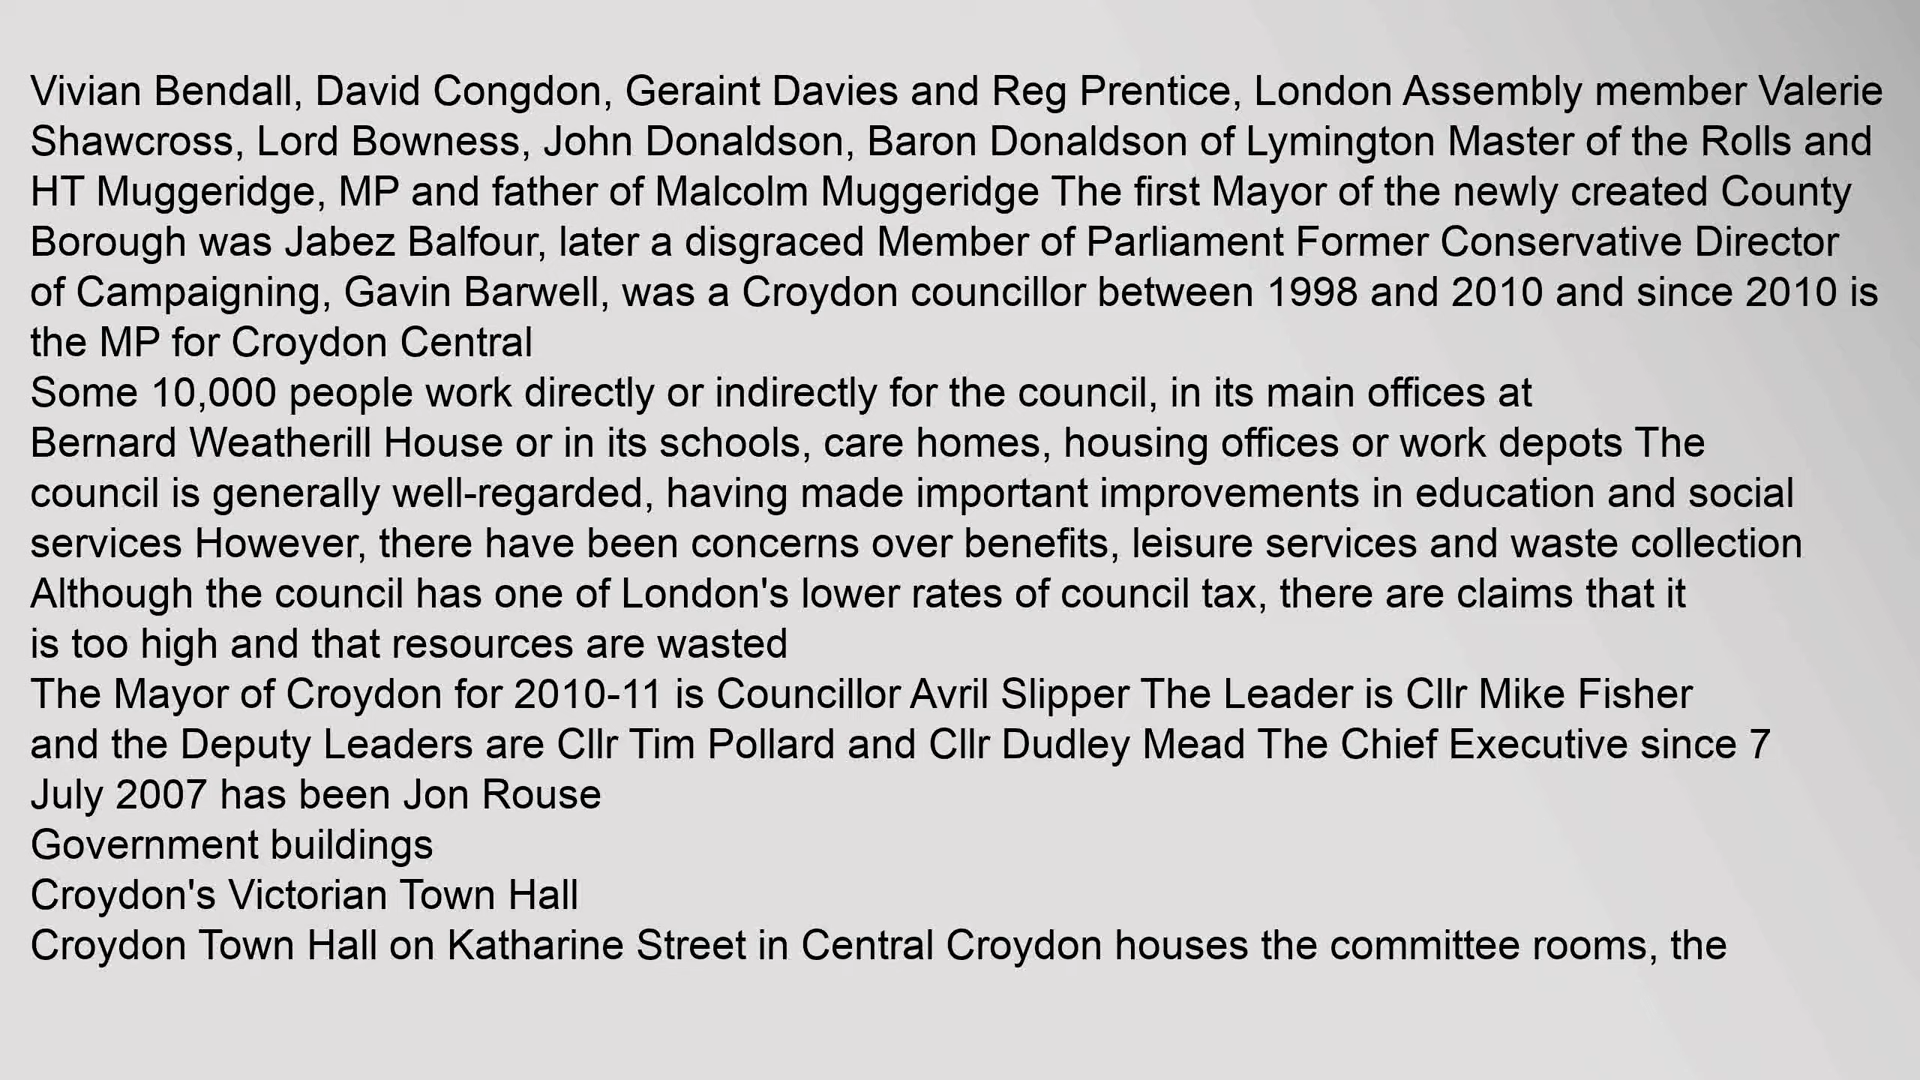 Vivian Bendall, David Congdon, Geraint Davies and Reg Prentice, London Assembly member Valerie
Shawcross, Lord Bowness, John Donaldson, Baron Donaldson of Lymington Master of the Rolls and
HT Muggeridge, MP and father of Malcolm Muggeridge The first Mayor of the newly created County
Borough was Jabez Balfour, later a disgraced Member of Parliament Former Conservative Director
of Campaigning, Gavin Barwell, was a Croydon councillor between 1998 and 2010 and since 2010 is
the MP for Croydon Central
Some 10,000 people work directly or indirectly for the council, in its main offices at
Bernard Weatherill House or in its schools, care homes, housing offices or work depots The
council is generally well-regarded, having made important improvements in education and social
services However, there have been concerns over benefits, leisure services and waste collection
Although the council has one of London's lower rates of council tax, there are claims that it
is too high and that resources are wasted
The Mayor of Croydon for 2010-11 is Councillor Avril Slipper The Leader is Cllr Mike Fisher
and the Deputy Leaders are Cllr Tim Pollard and Cllr Dudley Mead The Chief Executive since 7
July 2007 has been Jon Rouse
Government buildings
Croydon's Victorian Town Hall
Croydon Town Hall on Katharine Street in Central Croydon houses the committee rooms, the